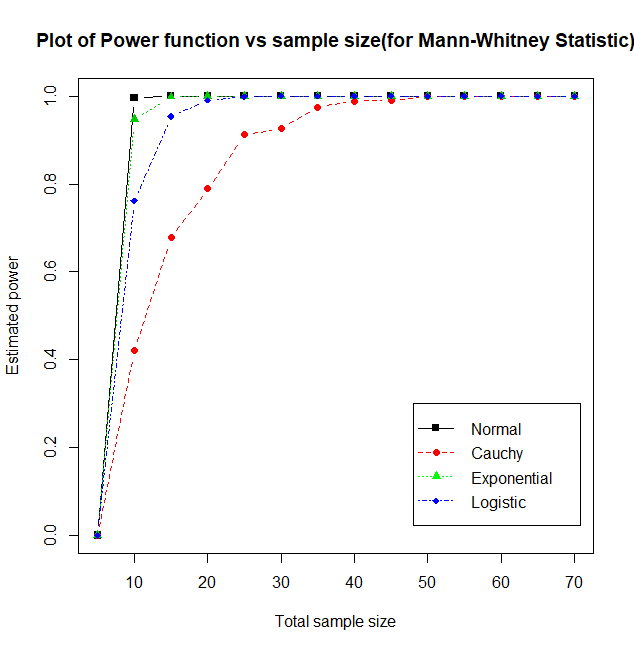 Plot of Power function vs sample size(for Mann-Whitney Statistic)
Estimated power
1.0
0.8
0.6
0.4
0.2
0.0
Normal
Cauchy
Exponential
Logistic
10 20 30 40 50 60 70
Total sample size